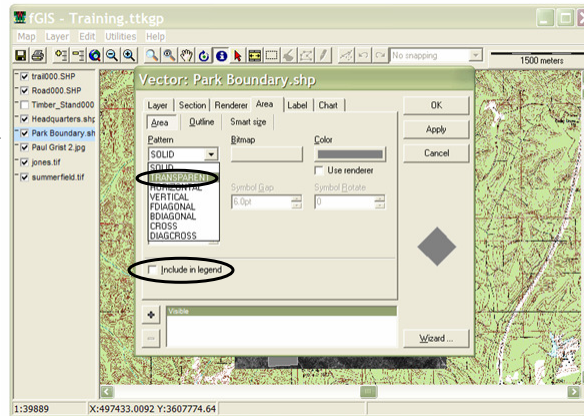 fGIS - Training.ttkgp
Map Layer Edit Utilities Help
No snapping
1500 meters
trail000.SHP
Road000.SHP
Timber_Stand000
Headquarters.shp
Park Boundary.sh
Paul Grist 2.jpg
jones.tif
summerfield.tif
Vector: Park Boundary.shp
Layer Section Renderer Area Label Chart
Area Outline Smart size
Pattern Bitmap Color
SOLID
Use renderer
SOLID
TRANSPARENT
HORIZONTAL
VERTICAL
FDIAGONAL
BDIAGONAL
CROSS
DIAGCROSS
Symbol Gap Symbol Rotate
6.0pt 0
Include in legend
OK
Apply
Cancel
Visible
Wizard ...
1:39889 X:497433.0092 Y:3607774.64